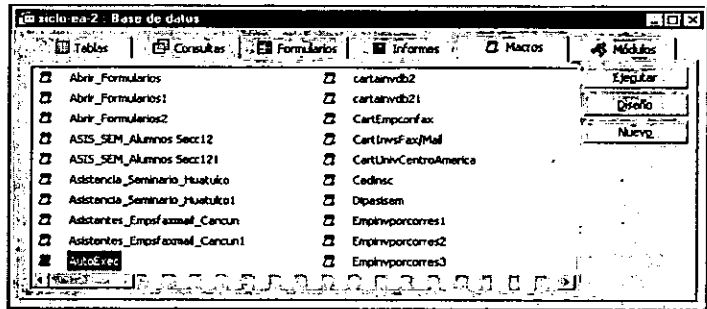 siclo-ea-2 : Base de datos
Tablas Consultas Formularios Informes Macros Módulos
Abrir_Formularios
Abrir_Formularios1
Abrir_Formularios2
ASIS_SEM_Alumnos Secc12
ASIS_SEM_Alumnos Secc121
Asistencia_Seminario_Huatulco
Asistencia_Seminario_Huatulco1
Asistentes_Empsfaxmail_Cancun
Asistentes_Empsfaxmail_Cancun1
AutoExec
cartainvdb2
cartainvdb21
CartEmpconfax
CartInvsFax/Mail
CartUnivCentroAmerica
Cedinsc
Dipasisem
Empinvporcorres1
Empinvporcorres2
Empinvporcorres3
Ejecutar
Diseño
Nuevo